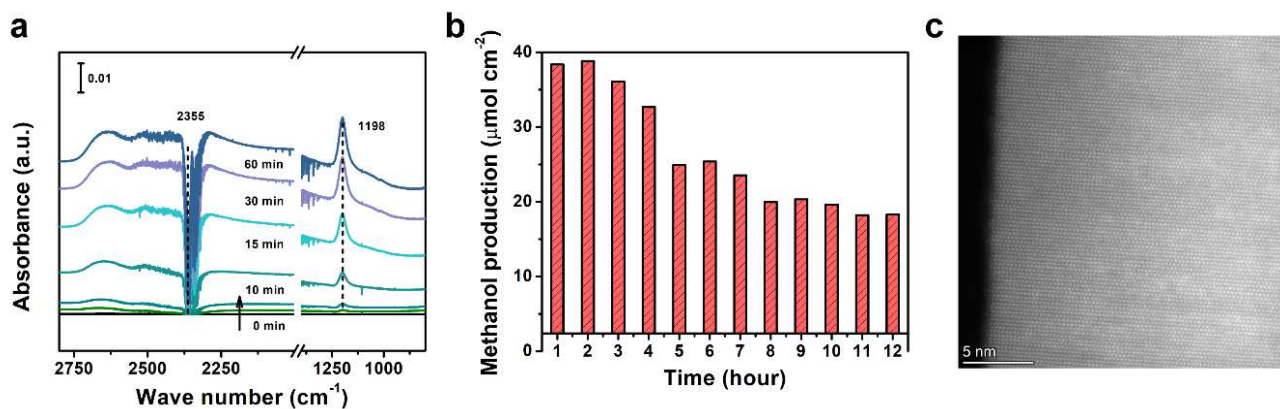 a
0.01
2355
1198
60 min
30 min
15 min
10 min
0 min
Absorbance (a.u.)
2750
2500
2250
1250
1000
Wave number (cm⁻¹)
b
Methanol production (μmol cm⁻²)
40
30
20
10
0
1 2 3 4 5 6 7 8 9 10 11 12
Time (hour)
c
5 nm